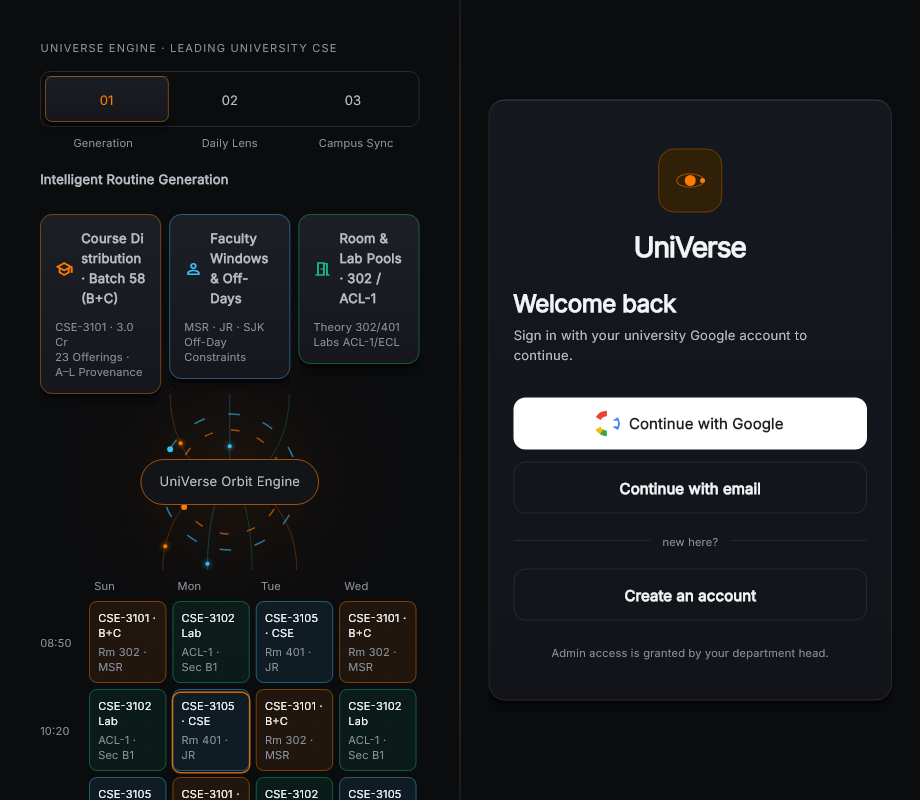 UNIVERSE ENGINE · LEADING UNIVERSITY CSE
01
02
03
Generation
Daily Lens
Campus Sync
Intelligent Routine Generation
Course Di
stribution
· Batch 58
(B+C)
CSE-3101 · 3.0
Cr
23 Offerings ·
A–L Provenance
Faculty
Windows
& Off-
Days
MSR · JR · SJK
Off-Day
Constraints
Room &
Lab Pools
· 302 /
ACL-1
Theory 302/401
Labs ACL-1/ECL
UniVerse Orbit Engine
Sun
Mon
Tue
Wed
08:50
CSE-3101 ·
B+C
Rm 302 ·
MSR
CSE-3102
Lab
ACL-1 ·
Sec B1
CSE-3105
· CSE
Rm 401 ·
JR
CSE-3101 ·
B+C
Rm 302 ·
MSR
10:20
CSE-3102
Lab
ACL-1 ·
Sec B1
CSE-3105
· CSE
Rm 401 ·
JR
CSE-3101 ·
B+C
Rm 302 ·
MSR
CSE-3102
Lab
ACL-1 ·
Sec B1
CSE-3105
CSE-3101 ·
CSE-3102
CSE-3105
UniVerse
Welcome back
Sign in with your university Google account to
continue.
Continue with Google
Continue with email
new here?
Create an account
Admin access is granted by your department head.